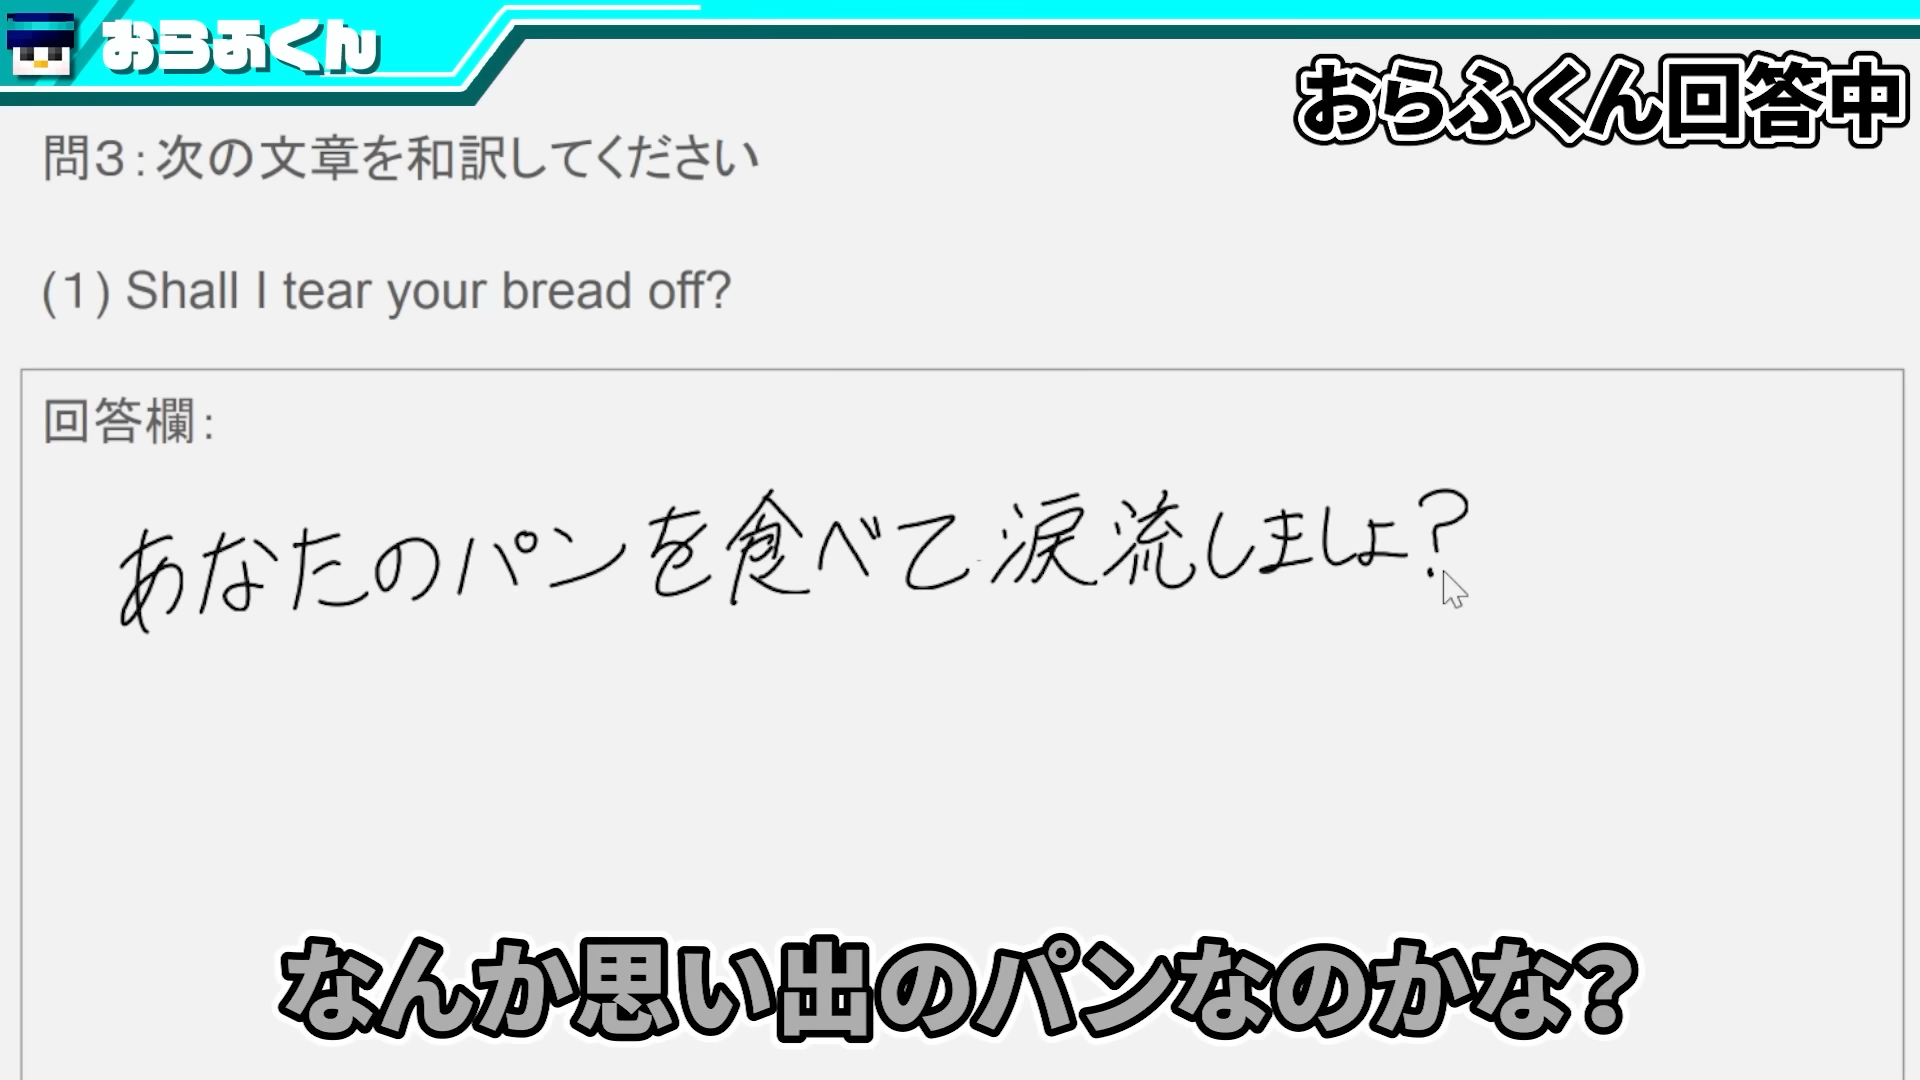 おらふくん
おらふくん回答中
問3:次の文章を和訳してください
(1) Shall I tear your bread off?
回答欄:
あなたのパンを食べて涙流しましょ?
なんか思い出のパンなのかな?